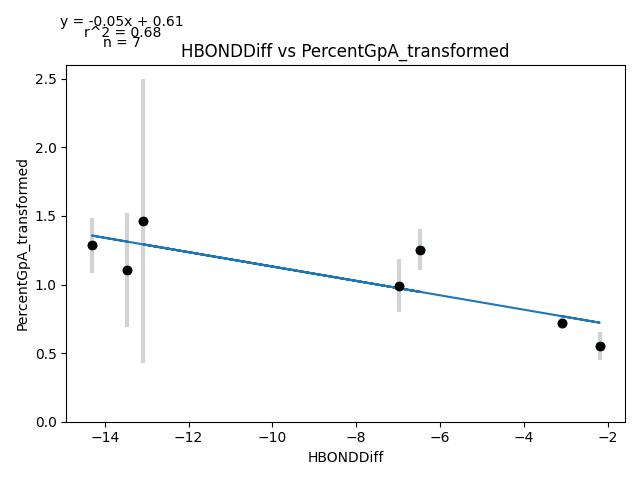 y = -0.05x + 0.61
r^2 = 0.68
n = 7
HBONDDiff vs PercentGpA_transformed
PercentGpA_transformed
2.5
2.0
1.5
1.0
0.5
0.0
−14
−12
−10
−8
−6
−4
−2
HBONDDiff